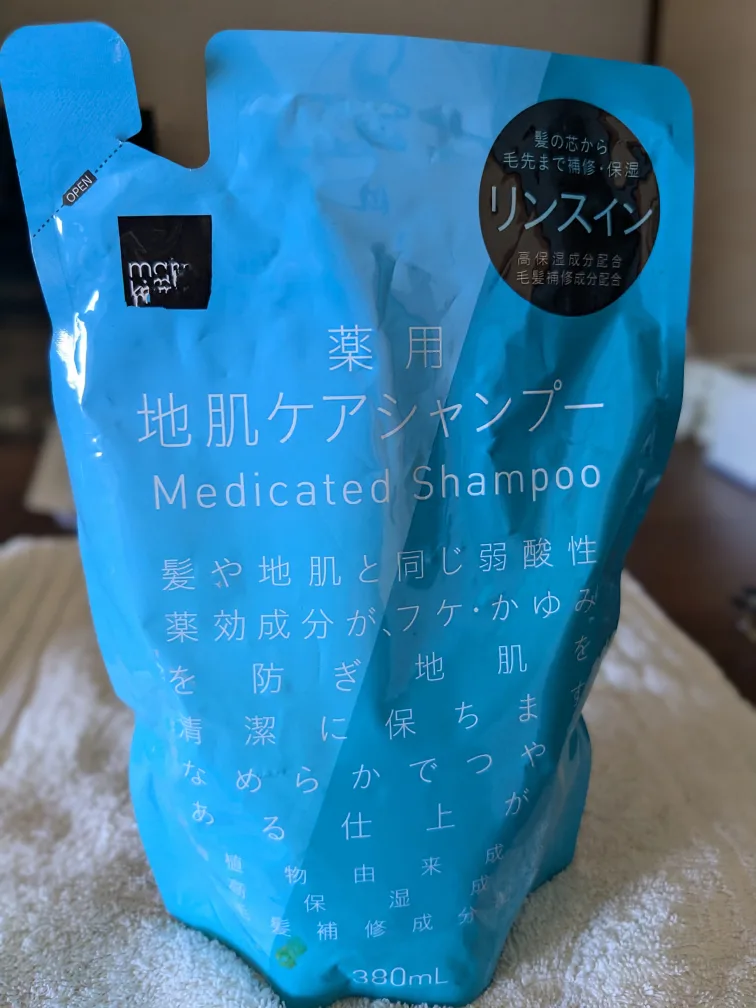 OPEN
髪の芯から
毛先まで補修・保湿
リンスイン
高保湿成分配合
毛髪補修成分配合
薬用
地肌ケアシャンプー
Medicated Shampoo
髪や地肌と同じ弱酸性
薬効成分が、フケ・かゆみ
を防ぎ地肌を
清潔に保ちます
なめらかでつや
ある仕上が
植物由来成
高保湿成
髪補修成分
380mL